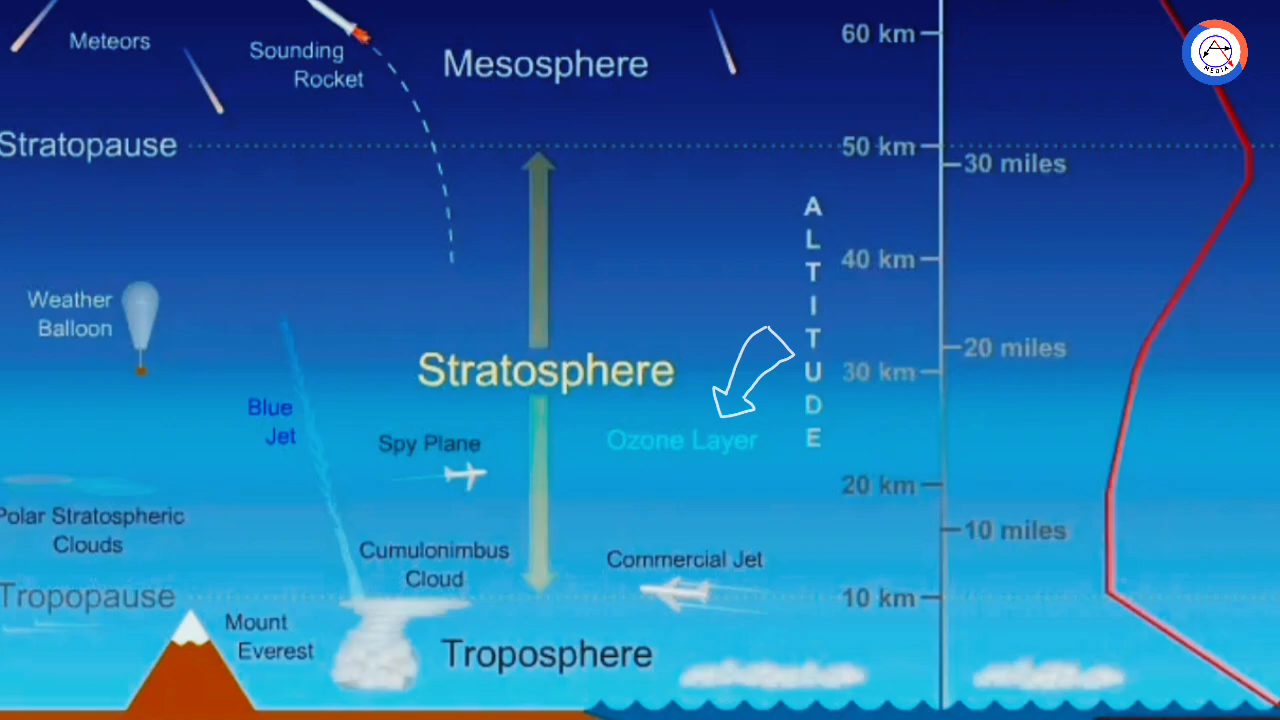 Meteors
Sounding
Rocket
Mesosphere
60 km
MEDIA
Stratopause
50 km
30 miles
ALTITUDE
40 km
Weather
Balloon
20 miles
Stratosphere
30 km
Blue
Jet
Spy Plane
Ozone Layer
20 km
Polar Stratospheric
Clouds
10 miles
Cumulonimbus
Cloud
Commercial Jet
Tropopause
10 km
Mount
Everest
Troposphere